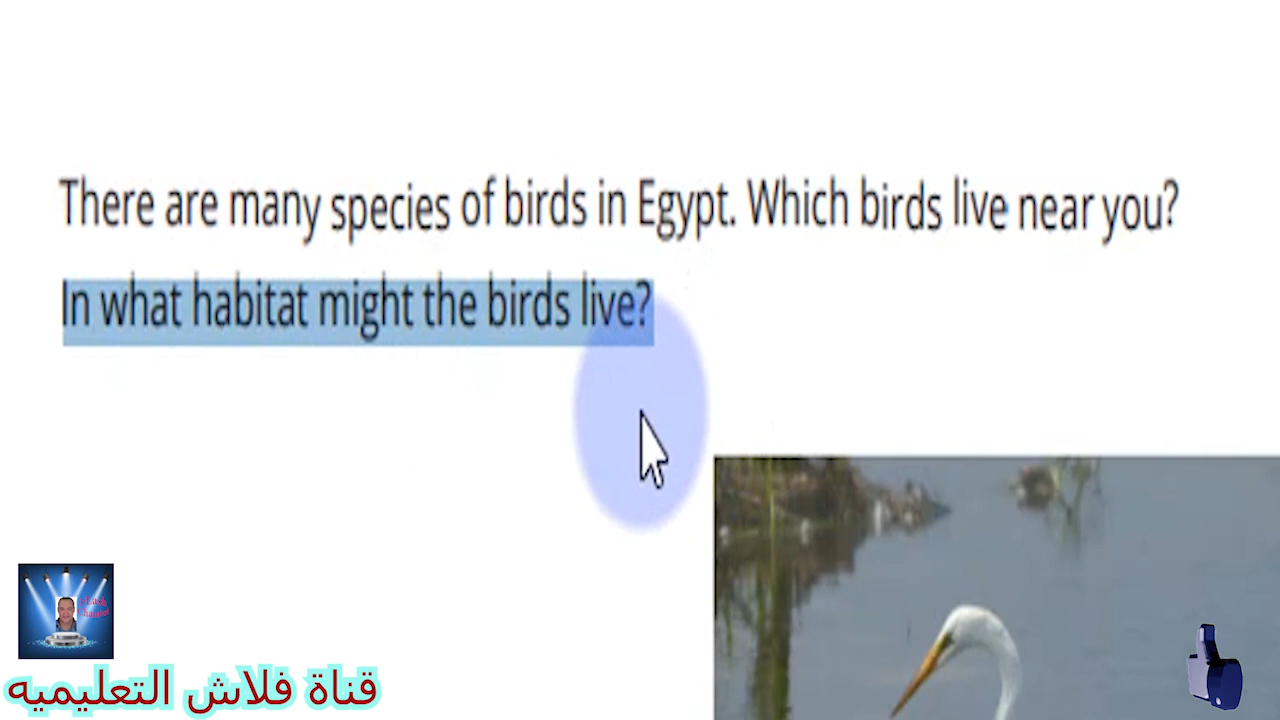 There are many species of birds in Egypt. Which birds live near you?
In what habitat might the birds live?
قناة فلاش التعليميه